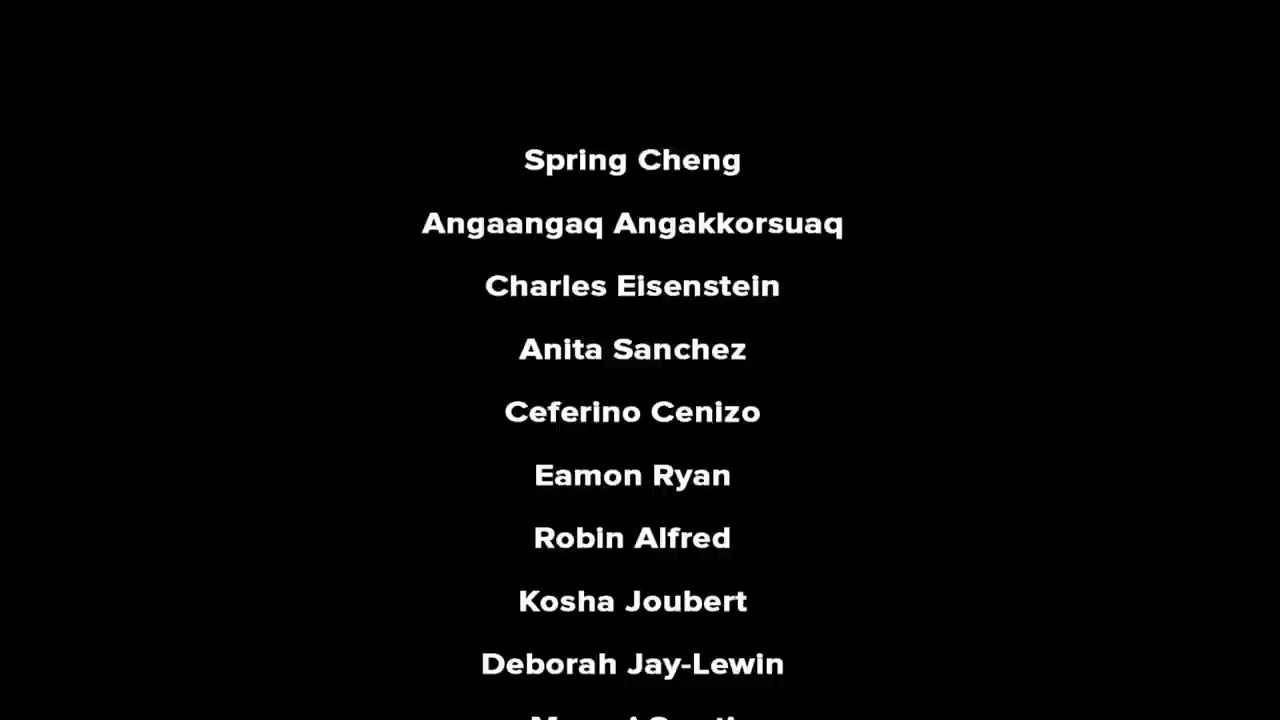 Spring Cheng
Angaangaq Angakkorsuaq
Charles Eisenstein
Anita Sanchez
Ceferino Cenizo
Eamon Ryan
Robin Alfred
Kosha Joubert
Deborah Jay-Lewin